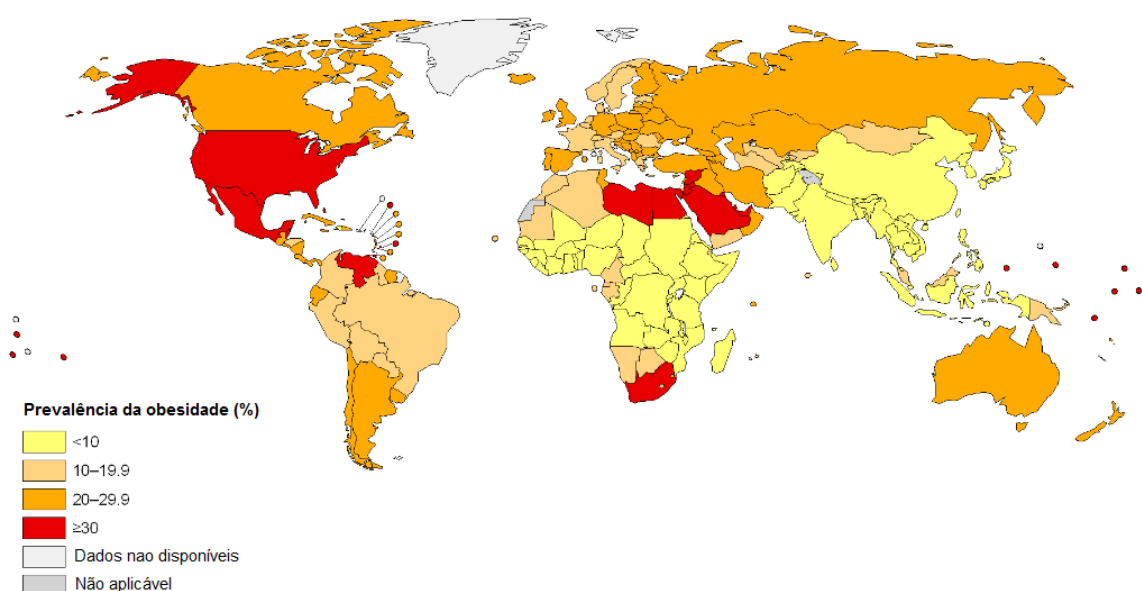 Prevalência da obesidade (%)
<10
10–19.9
20–29.9
≥30
Dados nao disponíveis
Não aplicável